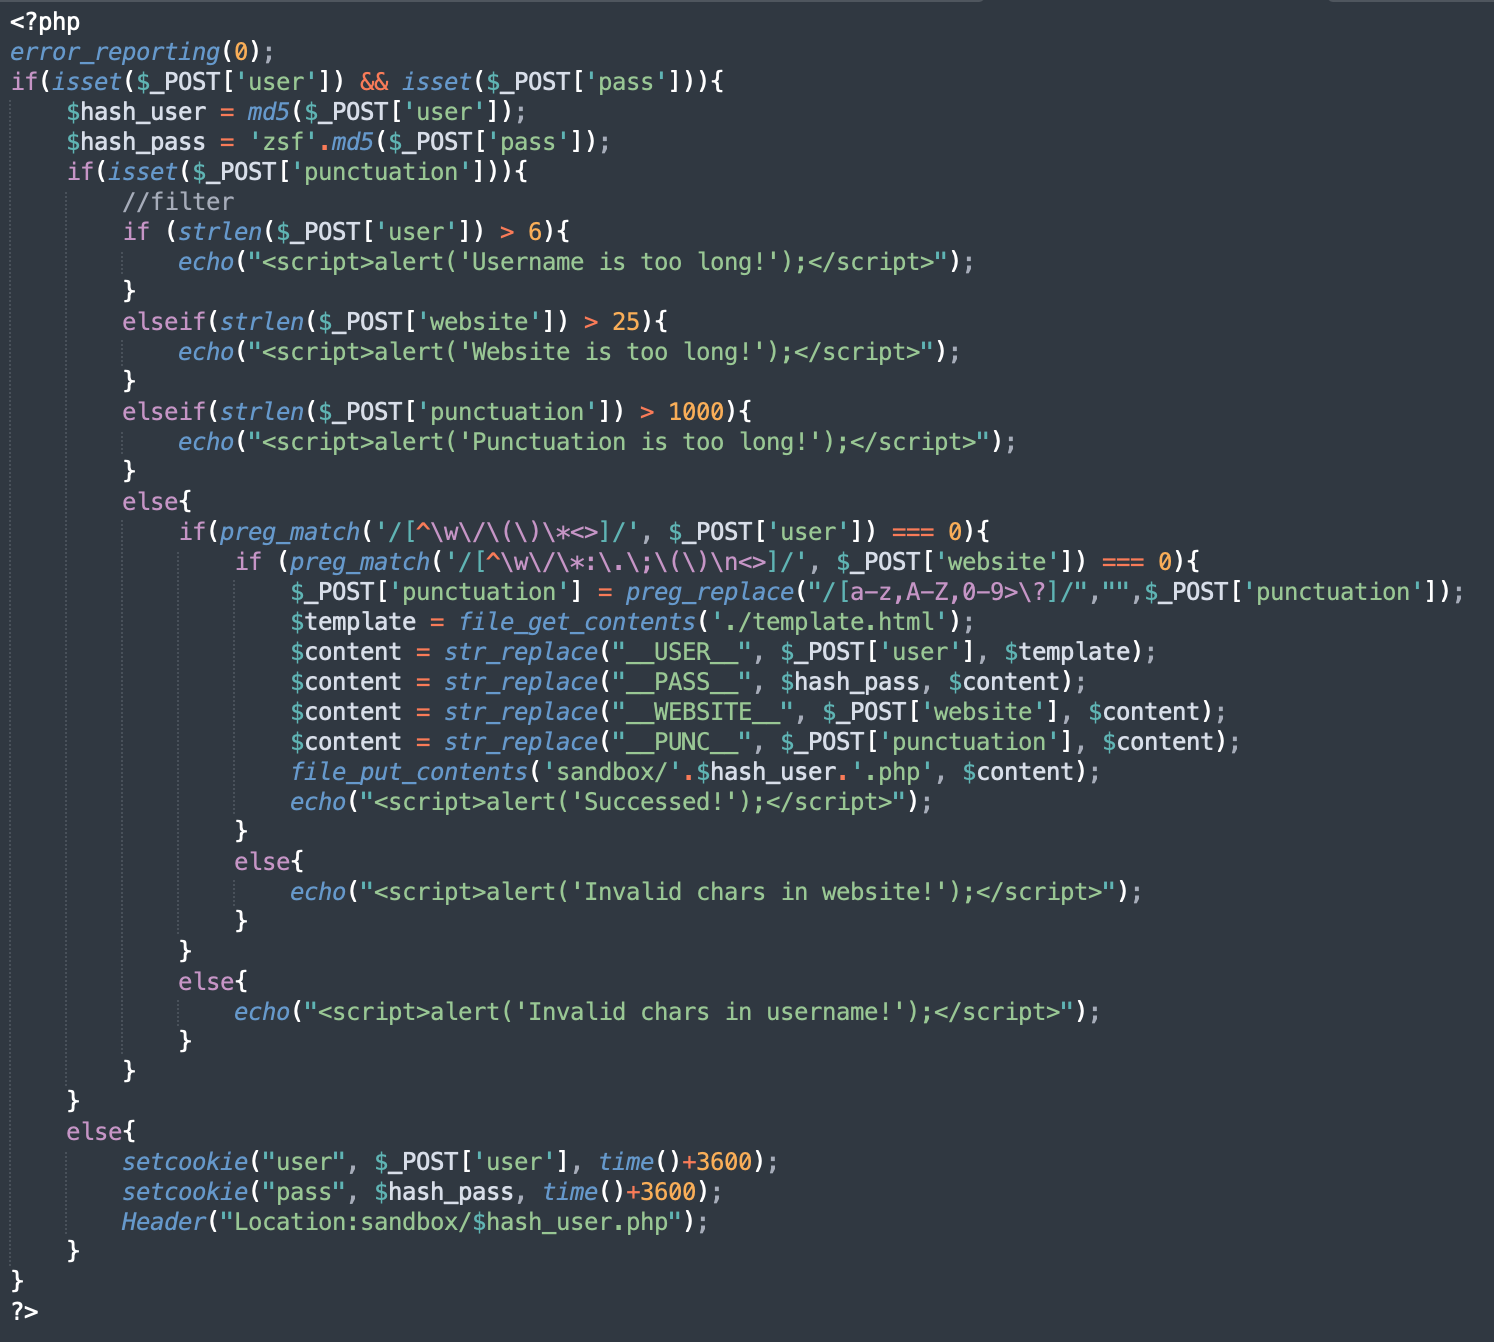 <?php
error_reporting(0);
if(isset($_POST['user']) && isset($_POST['pass'])){
    $hash_user = md5($_POST['user']);
    $hash_pass = 'zsf'.md5($_POST['pass']);
    if(isset($_POST['punctuation'])){
        //filter
        if (strlen($_POST['user']) > 6){
            echo("<script>alert('Username is too long!');</script>");
        }
        elseif(strlen($_POST['website']) > 25){
            echo("<script>alert('Website is too long!');</script>");
        }
        elseif(strlen($_POST['punctuation']) > 1000){
            echo("<script>alert('Punctuation is too long!');</script>");
        }
        else{
            if(preg_match('/[^\w\/\(\)\*<>]/', $_POST['user']) === 0){
                if (preg_match('/[^\w\/\*:\.\;\(\)\n<>]/', $_POST['website']) === 0){
                    $_POST['punctuation'] = preg_replace("/[a-z,A-Z,0-9>\?]/","",$_POST['punctuation']);
                    $template = file_get_contents('./template.html');
                    $content = str_replace("__USER__", $_POST['user'], $template);
                    $content = str_replace("__PASS__", $hash_pass, $content);
                    $content = str_replace("__WEBSITE__", $_POST['website'], $content);
                    $content = str_replace("__PUNC__", $_POST['punctuation'], $content);
                    file_put_contents('sandbox/'.$hash_user.'.php', $content);
                    echo("<script>alert('Successed!');</script>");
                }
                else{
                    echo("<script>alert('Invalid chars in website!');</script>");
                }
            }
            else{
                echo("<script>alert('Invalid chars in username!');</script>");
            }
        }
    }
    else{
        setcookie("user", $_POST['user'], time()+3600);
        setcookie("pass", $hash_pass, time()+3600);
        Header("Location:sandbox/$hash_user.php");
    }
}
?>